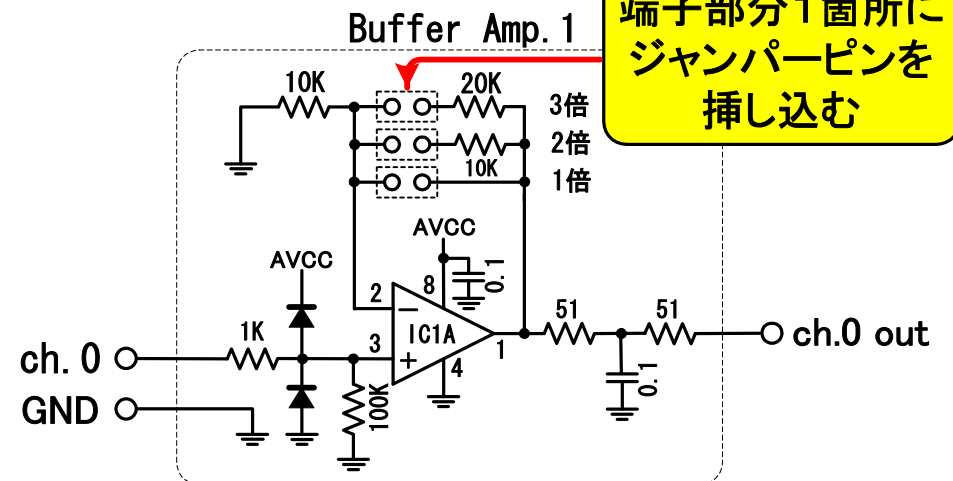 端子部分1箇所に
ジャンパーピンを
挿し込む
Buffer Amp.1
10K
20K
3倍
10K
2倍
1倍
AVCC
AVCC
0.1
8
2
IC1A
1
3
4
1K
100K
51
51
0.1
ch.0
GND
ch.0 out